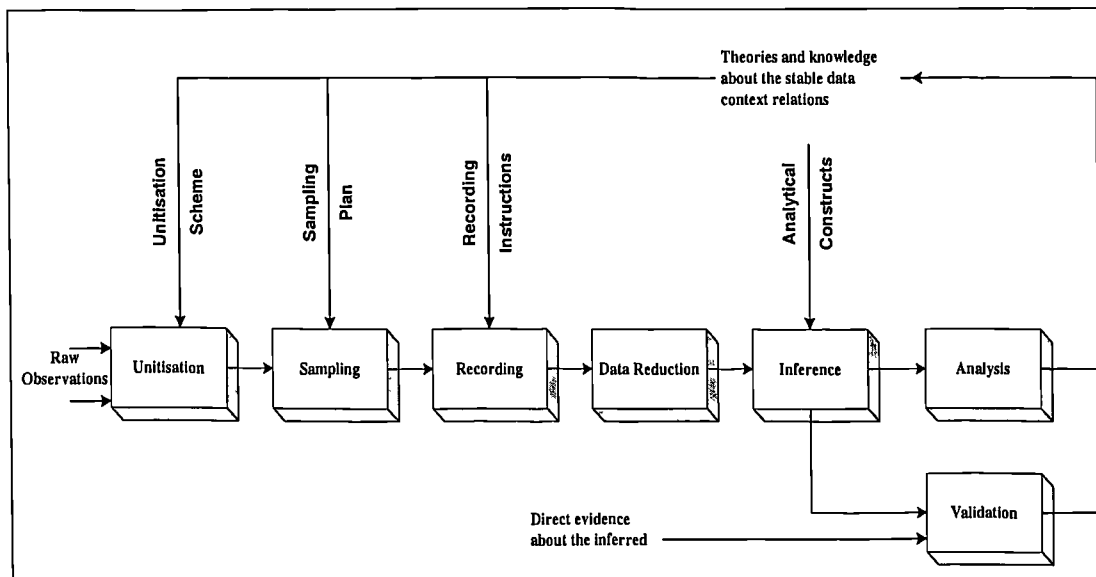 Theories and knowledge
about the stable data
context relations
Unitisation
Scheme
Sampling
Plan
Recording
Instructions
Analytical
Constructs
Raw
Observations
Unitisation
Sampling
Recording
Data Reduction
Inference
Analysis
Direct evidence
about the inferred
Validation